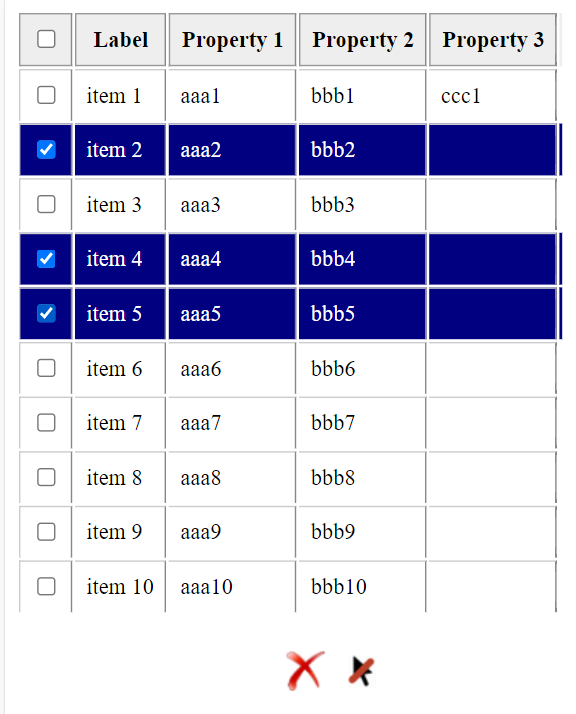 Label Property 1 Property 2 Property 3
item 1 aaa1 bbb1 ccc1
item 2 aaa2 bbb2
item 3 aaa3 bbb3
item 4 aaa4 bbb4
item 5 aaa5 bbb5
item 6 aaa6 bbb6
item 7 aaa7 bbb7
item 8 aaa8 bbb8
item 9 aaa9 bbb9
item 10 aaa10 bbb10